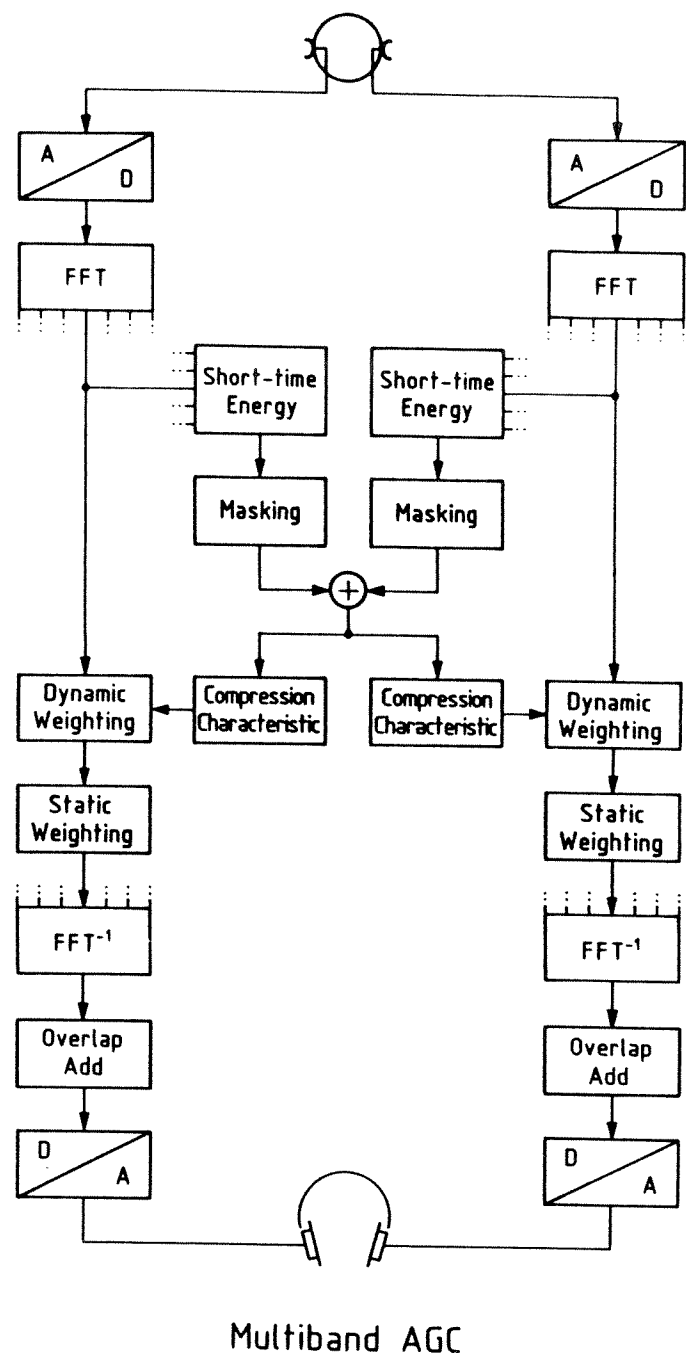 A
D
A
D
FFT
FFT
Short-time
Energy
Short-time
Energy
Masking
Masking
+
Dynamic
Weighting
Compression
Characteristic
Compression
Characteristic
Dynamic
Weighting
Static
Weighting
Static
Weighting
FFT⁻¹
FFT⁻¹
Overlap
Add
Overlap
Add
D
A
D
A
Multiband AGC